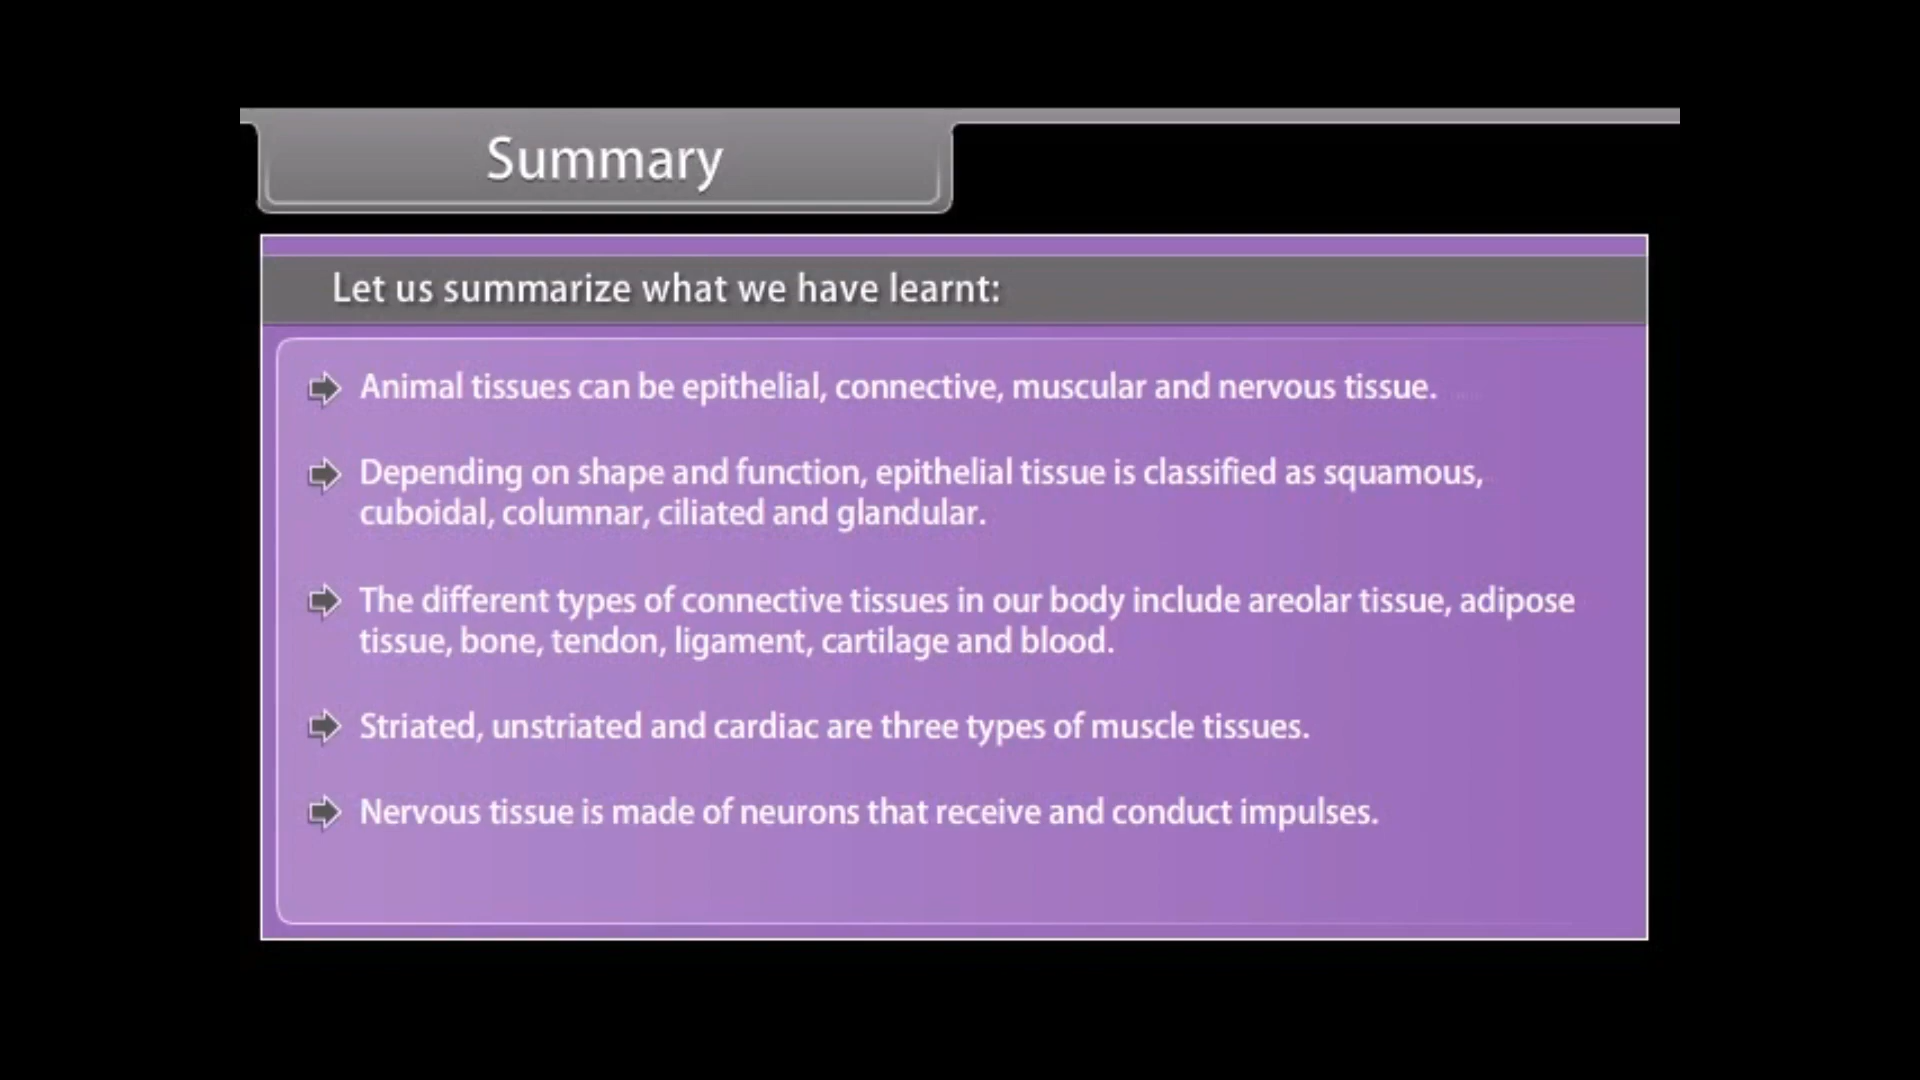 Summary
Let us summarize what we have learnt:
Animal tissues can be epithelial, connective, muscular and nervous tissue.
Depending on shape and function, epithelial tissue is classified as squamous,
cuboidal, columnar, ciliated and glandular.
The different types of connective tissues in our body include areolar tissue, adipose
tissue, bone, tendon, ligament, cartilage and blood.
Striated, unstriated and cardiac are three types of muscle tissues.
Nervous tissue is made of neurons that receive and conduct impulses.